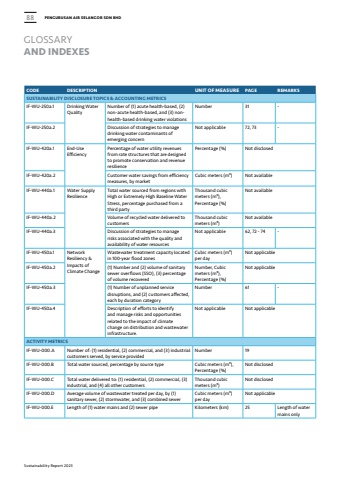 88 PENGURUSAN AIR SELANGOR SDN BHD
GLOSSARY
AND INDEXES
CODE DESCRIPTION UNIT OF MEASURE PAGE REMARKS
SUSTAINABILITY DISCLOSURE TOPICS & ACCOUNTING METRICS
IF-WU-250a.1 Drinking Water Quality Number of (1) acute health-based, (2) non-acute health-based, and (3) non-health-based drinking water violations Number 31 -
IF-WU-250a.2 Discussion of strategies to manage drinking water contaminants of emerging concern Not applicable 72, 73 -
IF-WU-420a.1 End-Use Efficiency Percentage of water utility revenues from rate structures that are designed to promote conservation and revenue resilience Percentage (%) Not disclosed
IF-WU-420a.2 Customer water savings from efficiency measures, by market Cubic meters (m³) Not available
IF-WU-440a.1 Water Supply Resilience Total water sourced from regions with High or Extremely High Baseline Water Stress, percentage purchased from a third party Thousand cubic meters (m³), Percentage (%) Not available
IF-WU-440a.2 Volume of recycled water delivered to customers Thousand cubic meters (m³) Not available
IF-WU-440a.3 Discussion of strategies to manage risks associated with the quality and availability of water resources Not applicable 62, 72 - 74 -
IF-WU-450a.1 Network Resiliency & Impacts of Climate Change Wastewater treatment capacity located in 100-year flood zones Cubic meters (m³) per day Not applicable
IF-WU-450a.2 (1) Number and (2) volume of sanitary sewer overflows (SSO), (3) percentage of volume recovered Number, Cubic meters (m³), Percentage (%) Not applicable
IF-WU-450a.3 (1) Number of unplanned service disruptions, and (2) customers affected, each by duration category Number 61 -
IF-WU-450a.4 Description of efforts to identify and manage risks and opportunities related to the impact of climate change on distribution and wastewater infrastructure. Not applicable Not applicable
ACTIVITY METRICS
IF-WU-000.A Number of: (1) residential, (2) commercial, and (3) industrial customers served, by service provided Number 19
IF-WU-000.B Total water sourced, percentage by source type Cubic meters (m³), Percentage (%) Not disclosed
IF-WU-000.C Total water delivered to: (1) residential, (2) commercial, (3) industrial, and (4) all other customers Thousand cubic meters (m³) Not disclosed
IF-WU-000.D Average volume of wastewater treated per day, by (1) sanitary sewer, (2) stormwater, and (3) combined sewer Cubic meters (m³) per day Not applicable
IF-WU-000.E Length of (1) water mains and (2) sewer pipe Kilometers (km) 25 Length of water mains only
Sustainability Report 2023